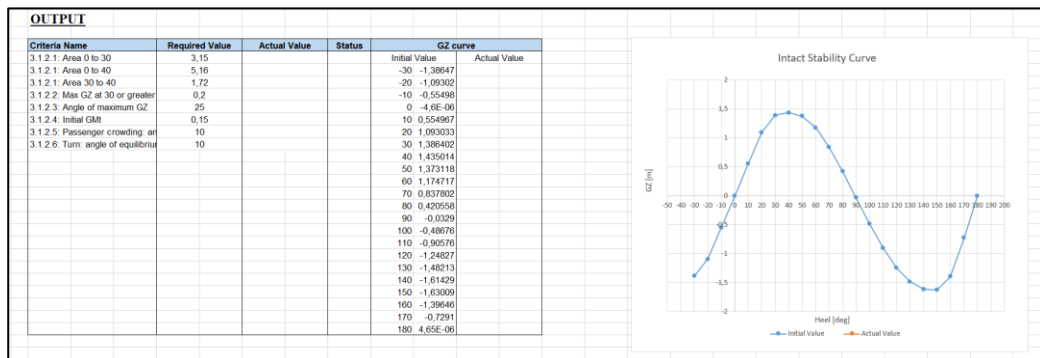 OUTPUT
Criteria Name Required Value Actual Value Status GZ curve
3.1.2.1: Area 0 to 30 3,15 Initial Value Actual Value
3.1.2.1: Area 0 to 40 5,16 -30 -1,38647
3.1.2.1: Area 30 to 40 1,72 -20 -1,09302
3.1.2.2: Max GZ at 30 or greater 0,2 -10 -0,55498
3.1.2.3: Angle of maximum GZ 25 0 -4,6E-06
3.1.2.4: Initial GMt 0,15 10 0,554967
3.1.2.5: Passenger crowding: an 10 20 1,093033
3.1.2.6: Turn: angle of equilibriur 10 30 1,386402
40 1,435014
50 1,373118
60 1,174717
70 0,837802
80 0,420558
90 -0,0329
100 -0,48676
110 -0,90576
120 -1,24827
130 -1,48213
140 -1,61429
150 -1,63009
160 -1,39646
170 -0,7291
180 4,65E-06
Intact Stability Curve
2
1,5
1
0,5
0
-50 -40 -30 -20 -10 0 10 20 30 40 50 60 70 80 90 100 110 120 130 140 150 160 170 180 190 200
-0,5
-1
-1,5
-2
GZ [m]
Heel [deg]
Initial Value Actual Value